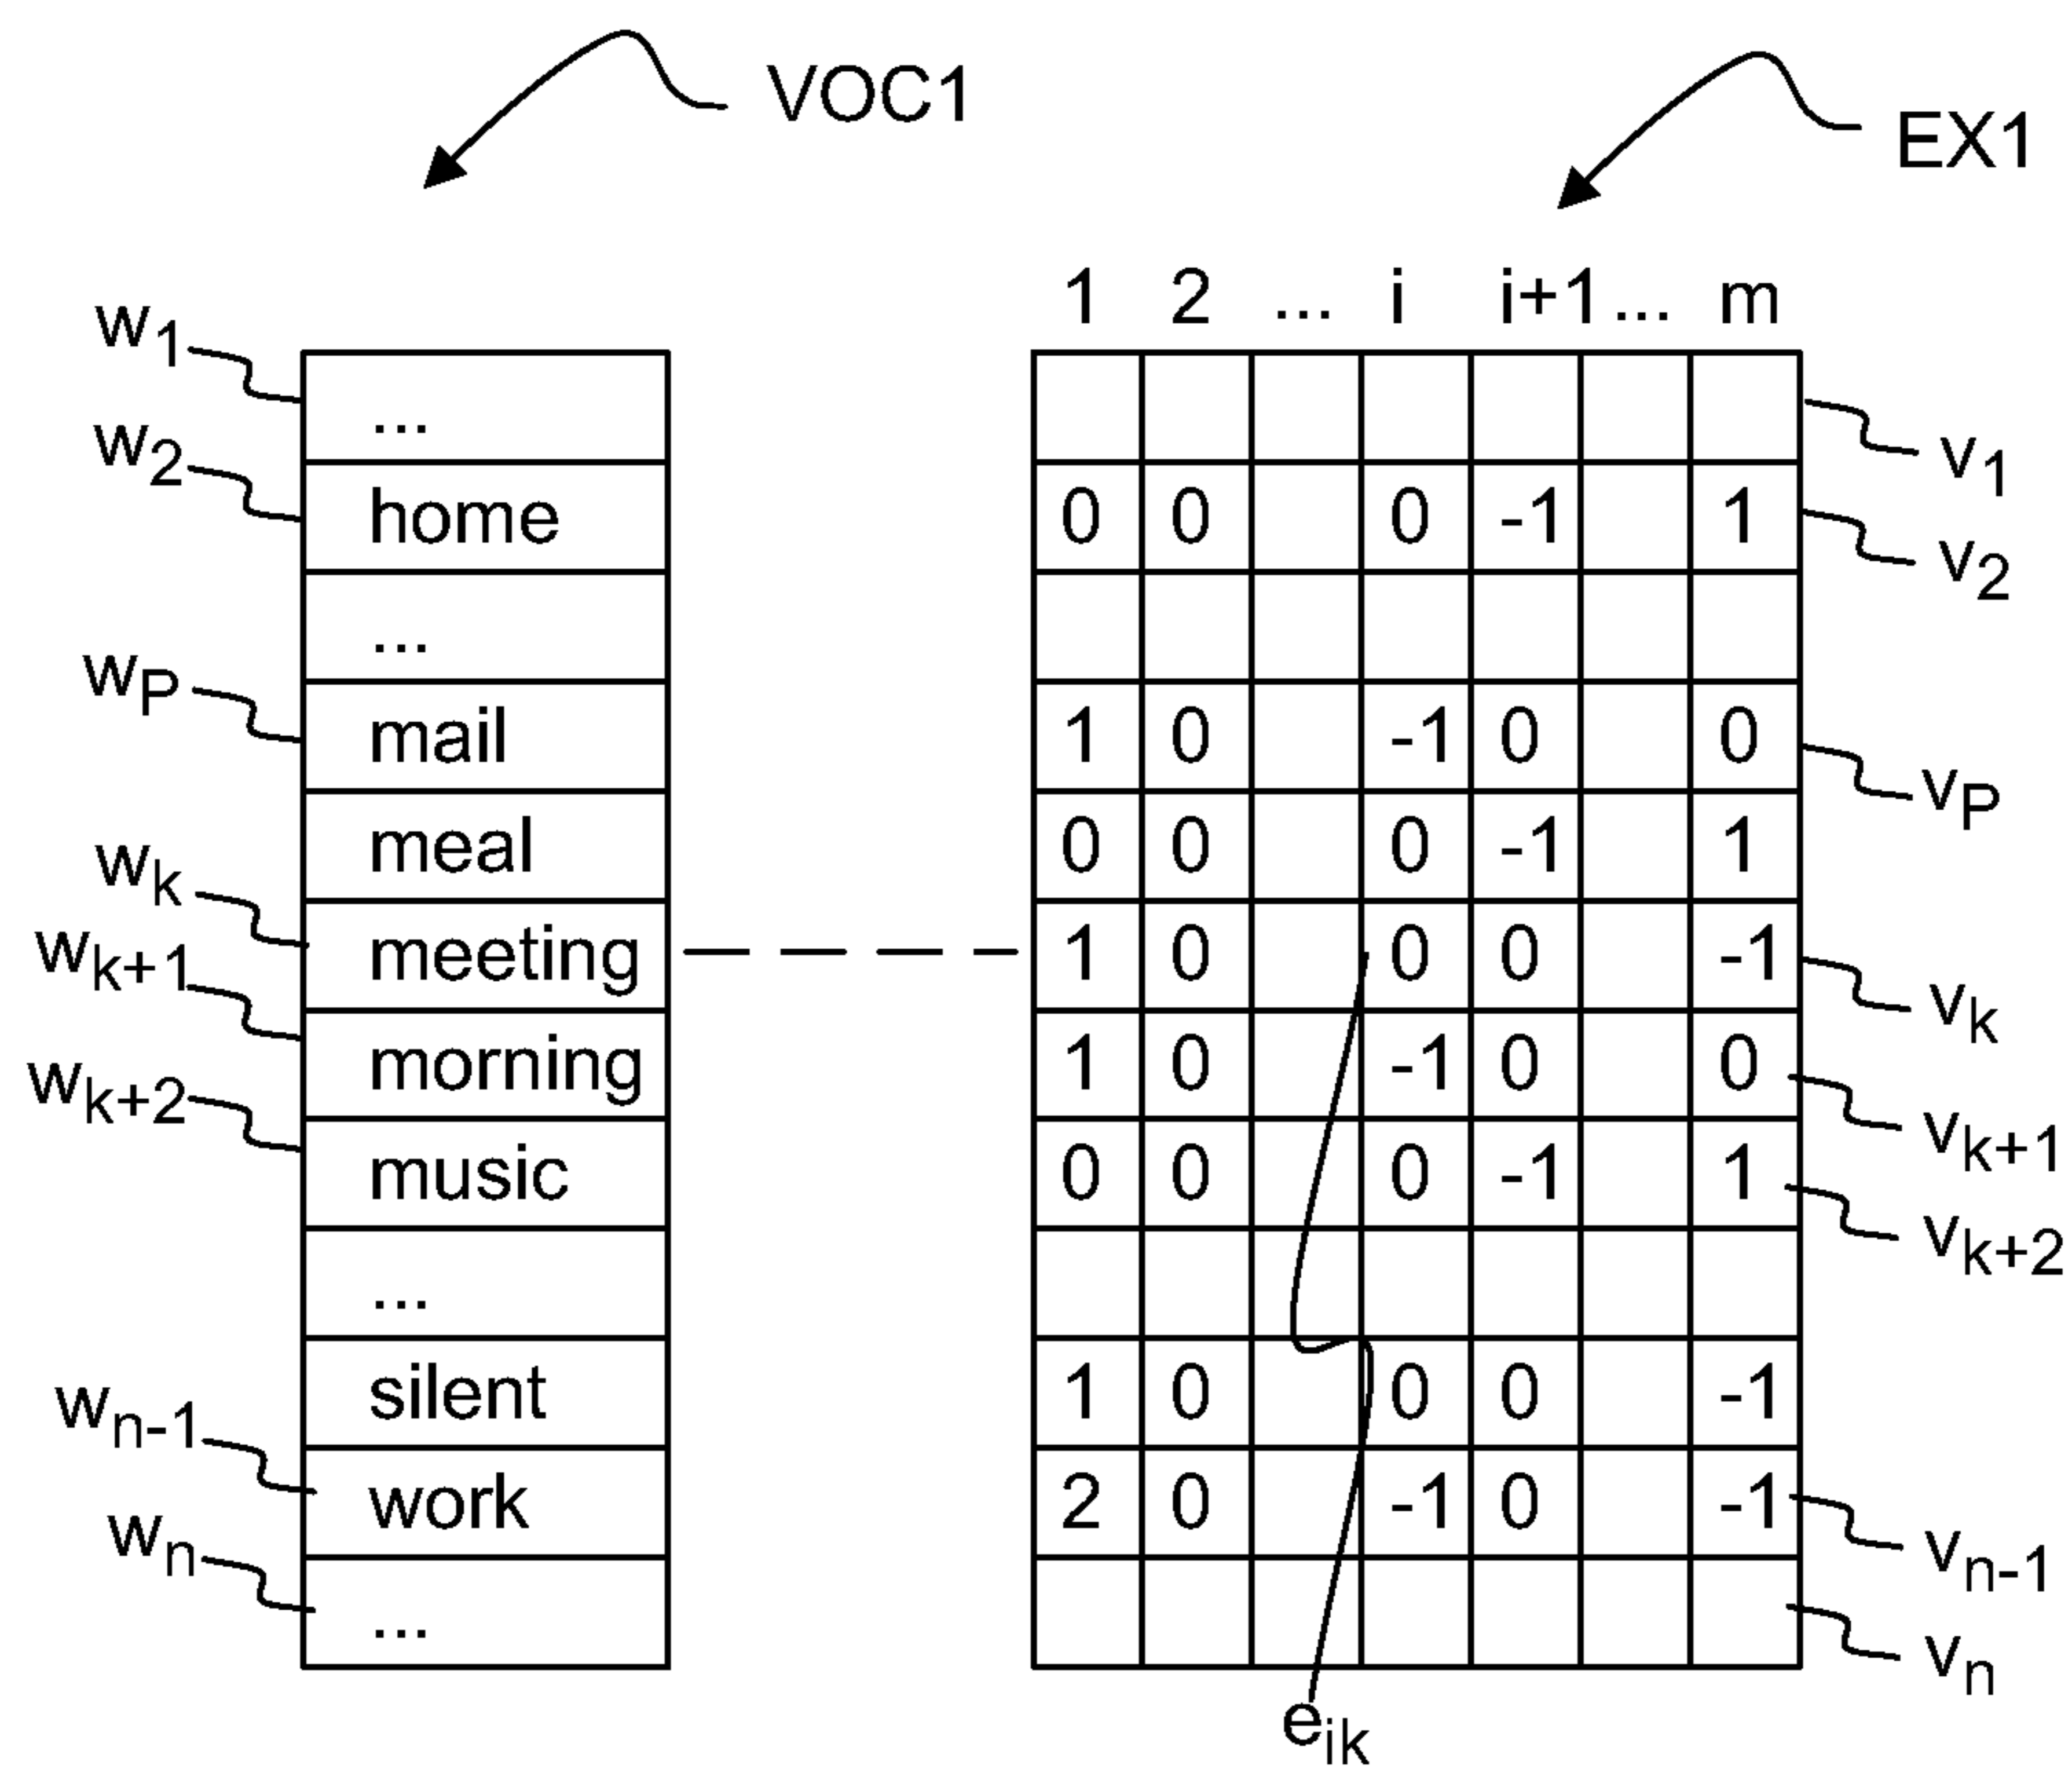 VOC1
EX1
1 2 ... i i+1 ... m
w1 ... v1
w2 home 0 0 0 -1 1 v2
...
wP mail 1 0 -1 0 0 vP
meal 0 0 0 -1 1
wk meeting 1 0 0 0 -1 vk
wk+1 morning 1 0 -1 0 0 vk+1
wk+2 music 0 0 0 -1 1 vk+2
...
silent 1 0 0 0 -1
wn-1 work 2 0 -1 0 -1 vn-1
wn ... vn
eik